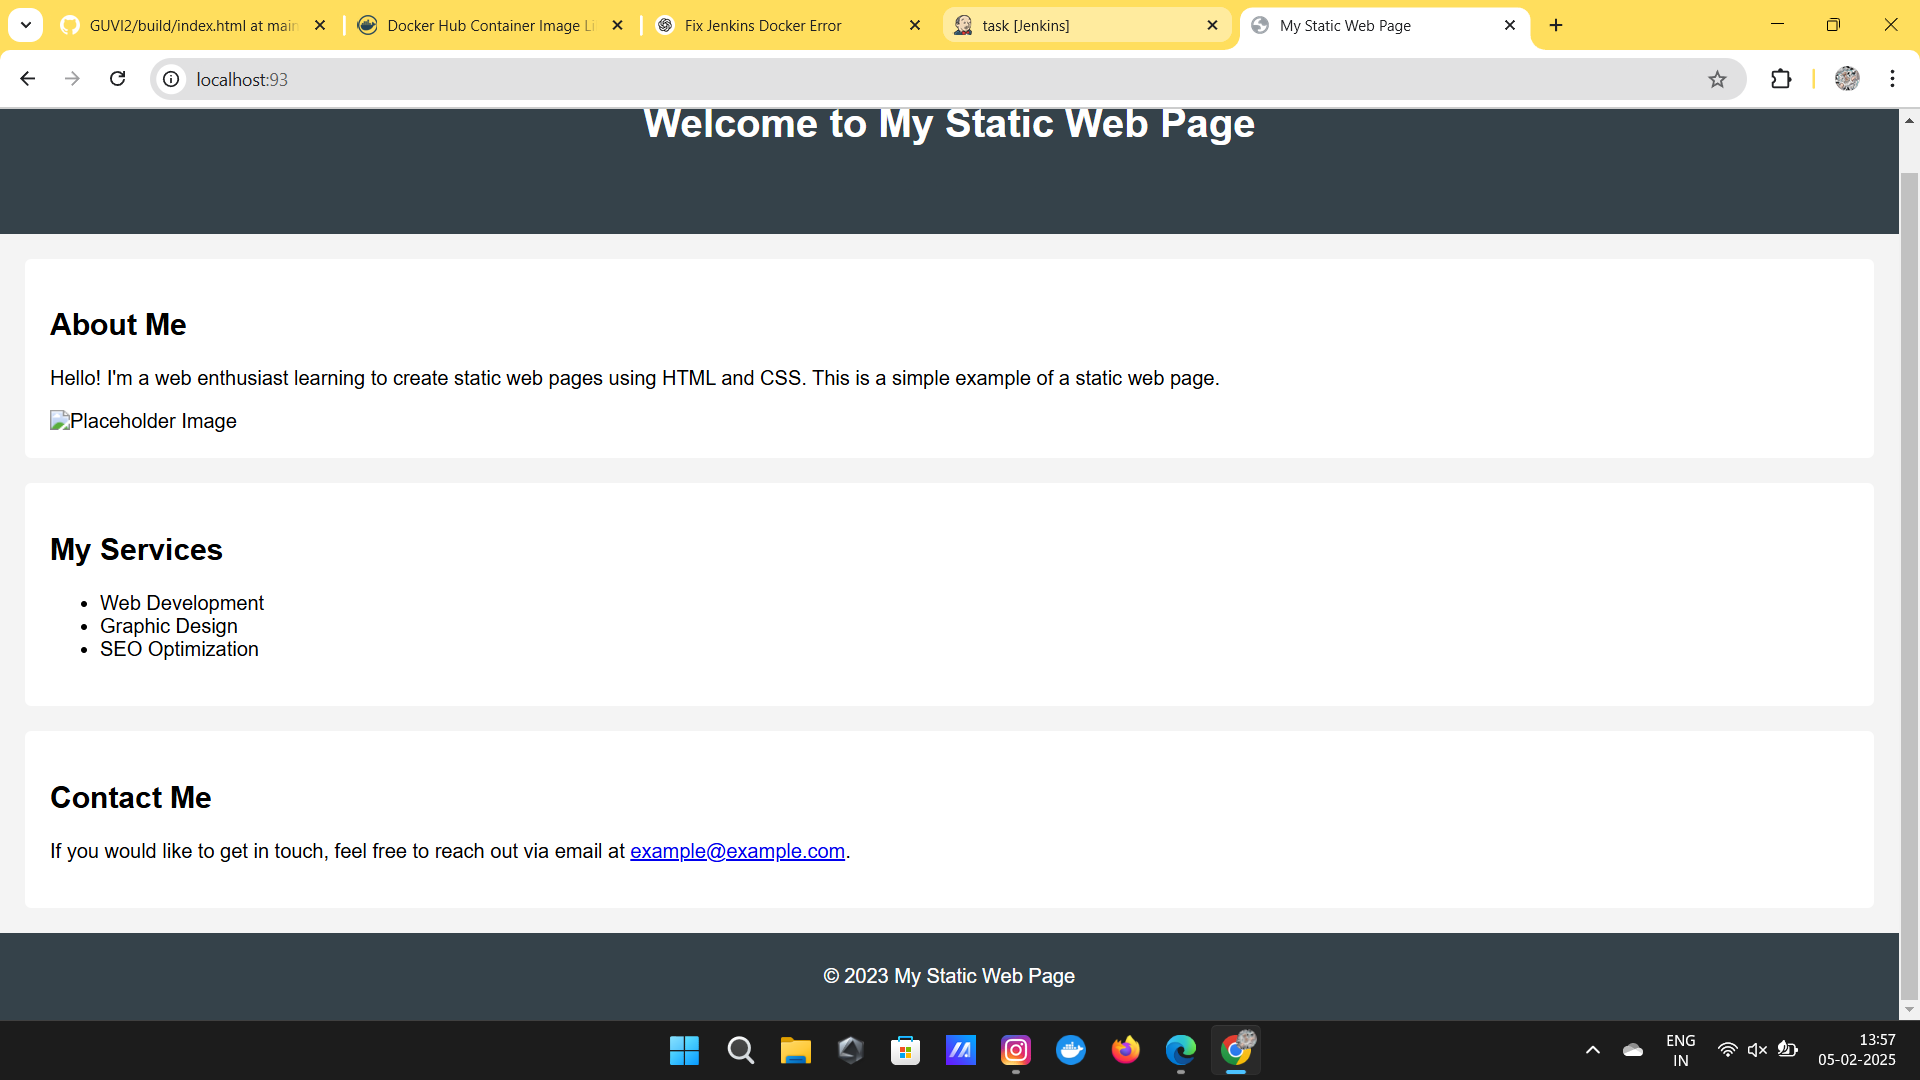 GUVI2/build/index.html at main
Docker Hub Container Image Li
Fix Jenkins Docker Error
task [Jenkins]
My Static Web Page
localhost:93
Welcome to My Static Web Page
About Me
Hello! I'm a web enthusiast learning to create static web pages using HTML and CSS. This is a simple example of a static web page.
Placeholder Image
My Services
• Web Development
• Graphic Design
• SEO Optimization
Contact Me
If you would like to get in touch, feel free to reach out via email at example@example.com.
© 2023 My Static Web Page
ENG
IN
13:57
05-02-2025